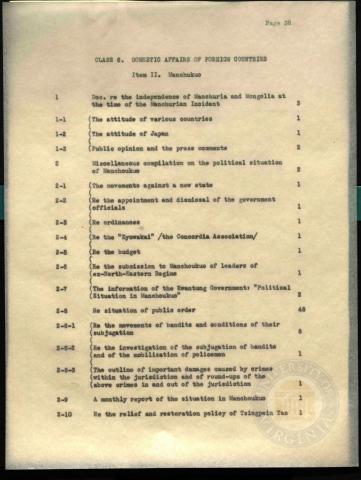 Page 28
CLASS 6. DOMESTIC AFFAIRS OF FOREIGN COUNTRIES
Item II. Manchukuo
1 Doc. re the independence of Manchuria and Mongolia at
the time of the Manchurian Incident 3
1-1 (The attitude of various countries 1
1-2 (The attitude of Japan 1
1-3 (Public opinion and the press comments 2
2 Miscellaneous compilation on the political situation
of Manchoukuo 2
2-1 (The movements against a new state 1
2-2 (Re the appointment and dismissal of the government
officials 1
2-3 (Re ordinances 1
2-4 (Re the "Kyowakai" /the Concordia Association/ 1
2-5 (Re the budget 1
2-6 (Re the submission to Manchoukuo of leaders of
ex-North-Eastern Regime 1
2-7 (The information of the Kwantung Government: "Political
(Situation in Manchoukuo" 2
2-8 Re situation of public order 48
2-8-1 (Re the movements of bandits and conditions of their
(subjugation 8
2-8-2 (Re the investigation of the subjugation of bandits
(and of the mobilization of policemen 1
2-8-3 (The outline of important damages caused by crimes
(within the jurisdiction and of round-ups of the
(above crimes in and out of the jurisdiction 1
2-9 A monthly report of the situation in Manchoukuo 1
2-10 Re the relief and restoration policy of Tsingpein Tao 1
UNIVERSITY OF VIRGINIA